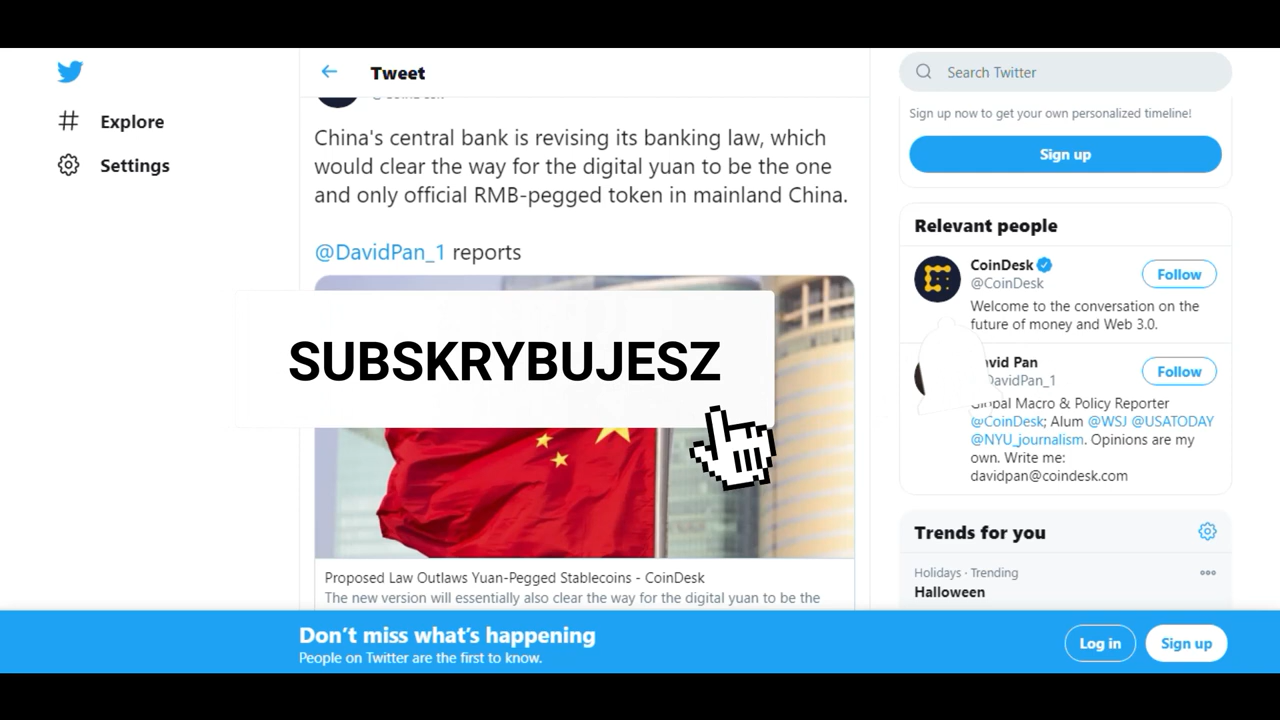 Explore
Settings
Tweet
China's central bank is revising its banking law, which
would clear the way for the digital yuan to be the one
and only official RMB-pegged token in mainland China.
@DavidPan_1 reports
SUBSKRYBUJESZ
Proposed Law Outlaws Yuan-Pegged Stablecoins - CoinDesk
The new version will essentially also clear the way for the digital yuan to be the
Search Twitter
Sign up now to get your own personalized timeline!
Sign up
Relevant people
CoinDesk
@CoinDesk
Follow
Welcome to the conversation on the
future of money and Web 3.0.
Pan
DavidPan_1
Follow
Macro & Policy Reporter
@CoinDesk; Alum @WSJ @USATODAY
@NYU_journalism. Opinions are my
own. Write me:
davidpan@coindesk.com
Trends for you
Holidays · Trending
Halloween
Don't miss what's happening
People on Twitter are the first to know.
Log in
Sign up